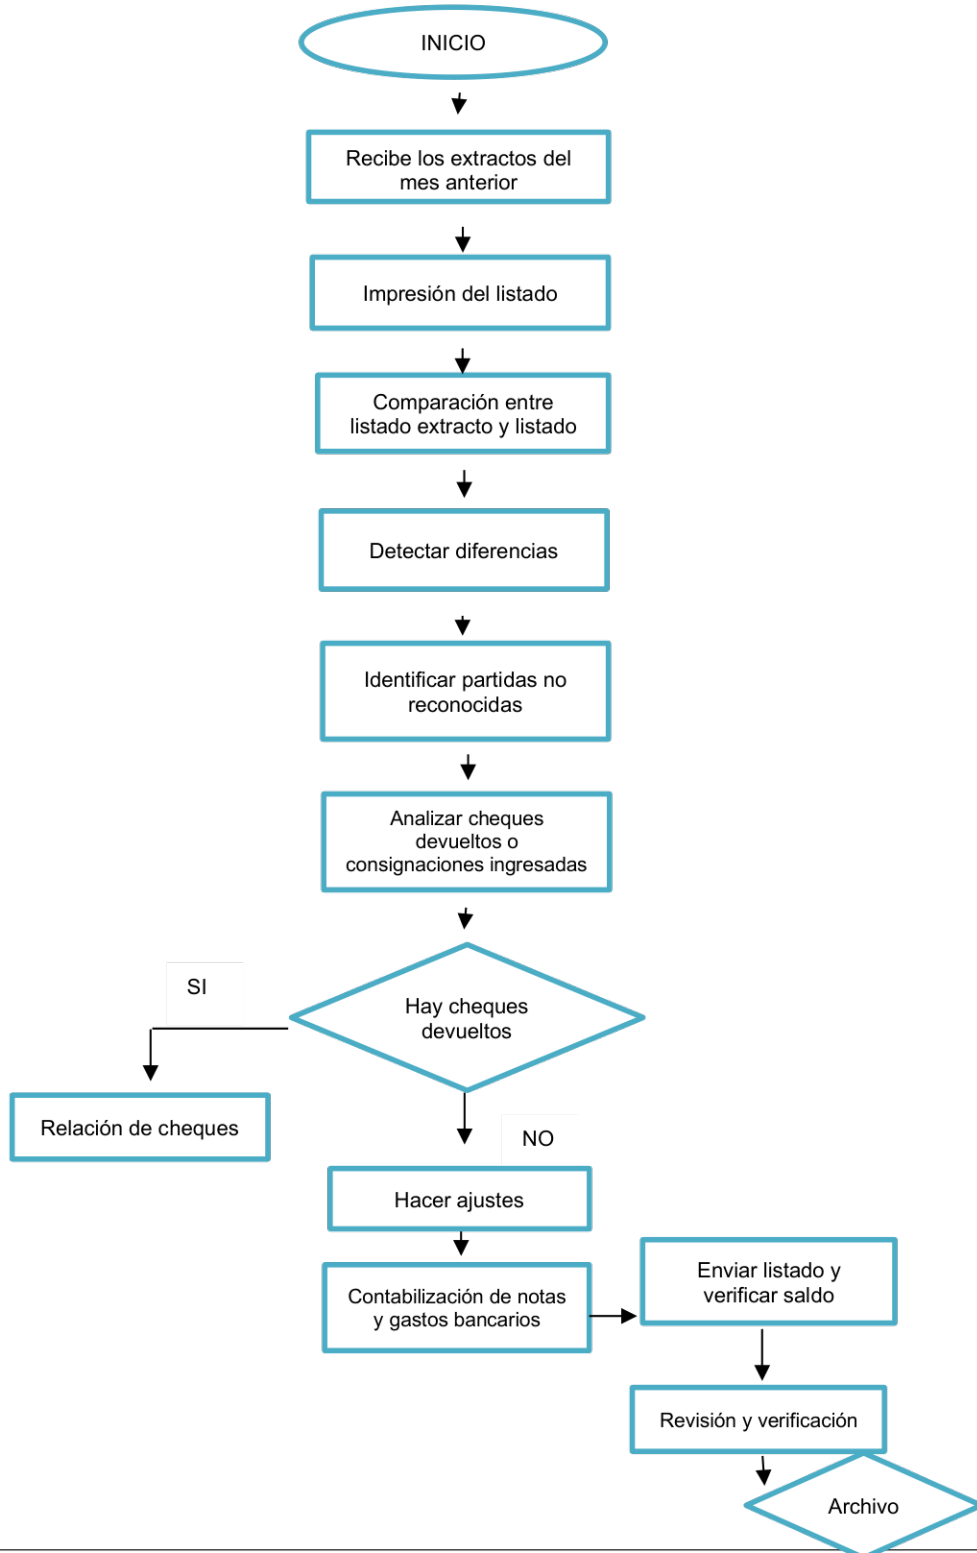 INICIO
Recibe los extractos del
mes anterior
Impresión del listado
Comparación entre
listado extracto y listado
Detectar diferencias
Identificar partidas no
reconocidas
Analizar cheques
devueltos o
consignaciones ingresadas
SI
Hay cheques
devueltos
Relación de cheques
NO
Hacer ajustes
Contabilización de notas
y gastos bancarios
Enviar listado y
verificar saldo
Revisión y verificación
Archivo